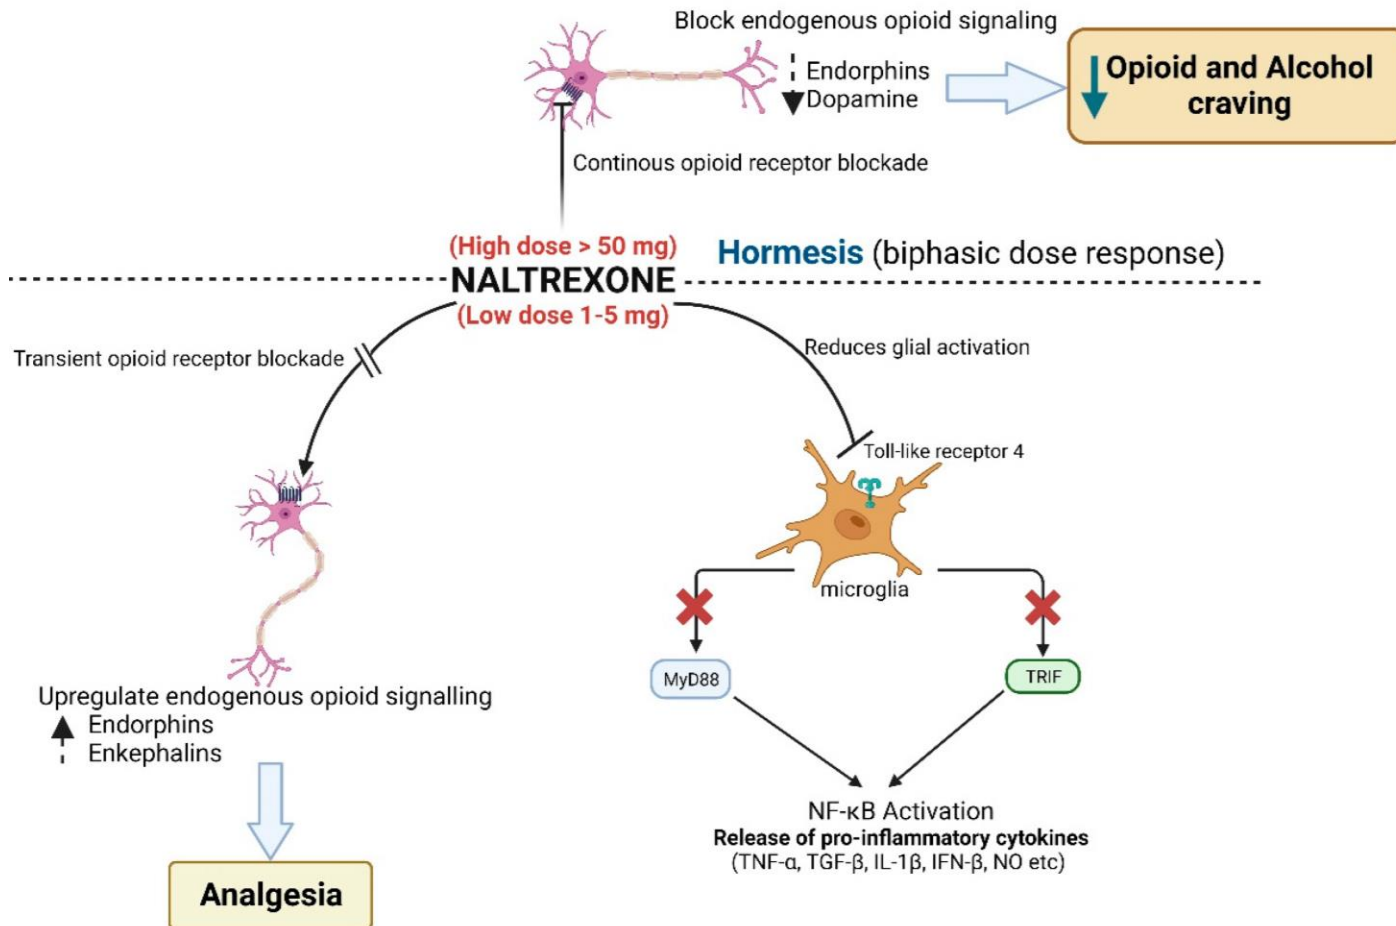 Block endogenous opioid signaling
Endorphins
Dopamine
Opioid and Alcohol
craving
Continous opioid receptor blockade
(High dose > 50 mg)
Hormesis (biphasic dose response)
NALTREXONE
(Low dose 1-5 mg)
Transient opioid receptor blockade
Reduces glial activation
Toll-like receptor 4
microglia
MyD88
TRIF
Upregulate endogenous opioid signalling
Endorphins
Enkephalins
Analgesia
NF-κB Activation
Release of pro-inflammatory cytokines
(TNF-α, TGF-β, IL-1β, IFN-β, NO etc)